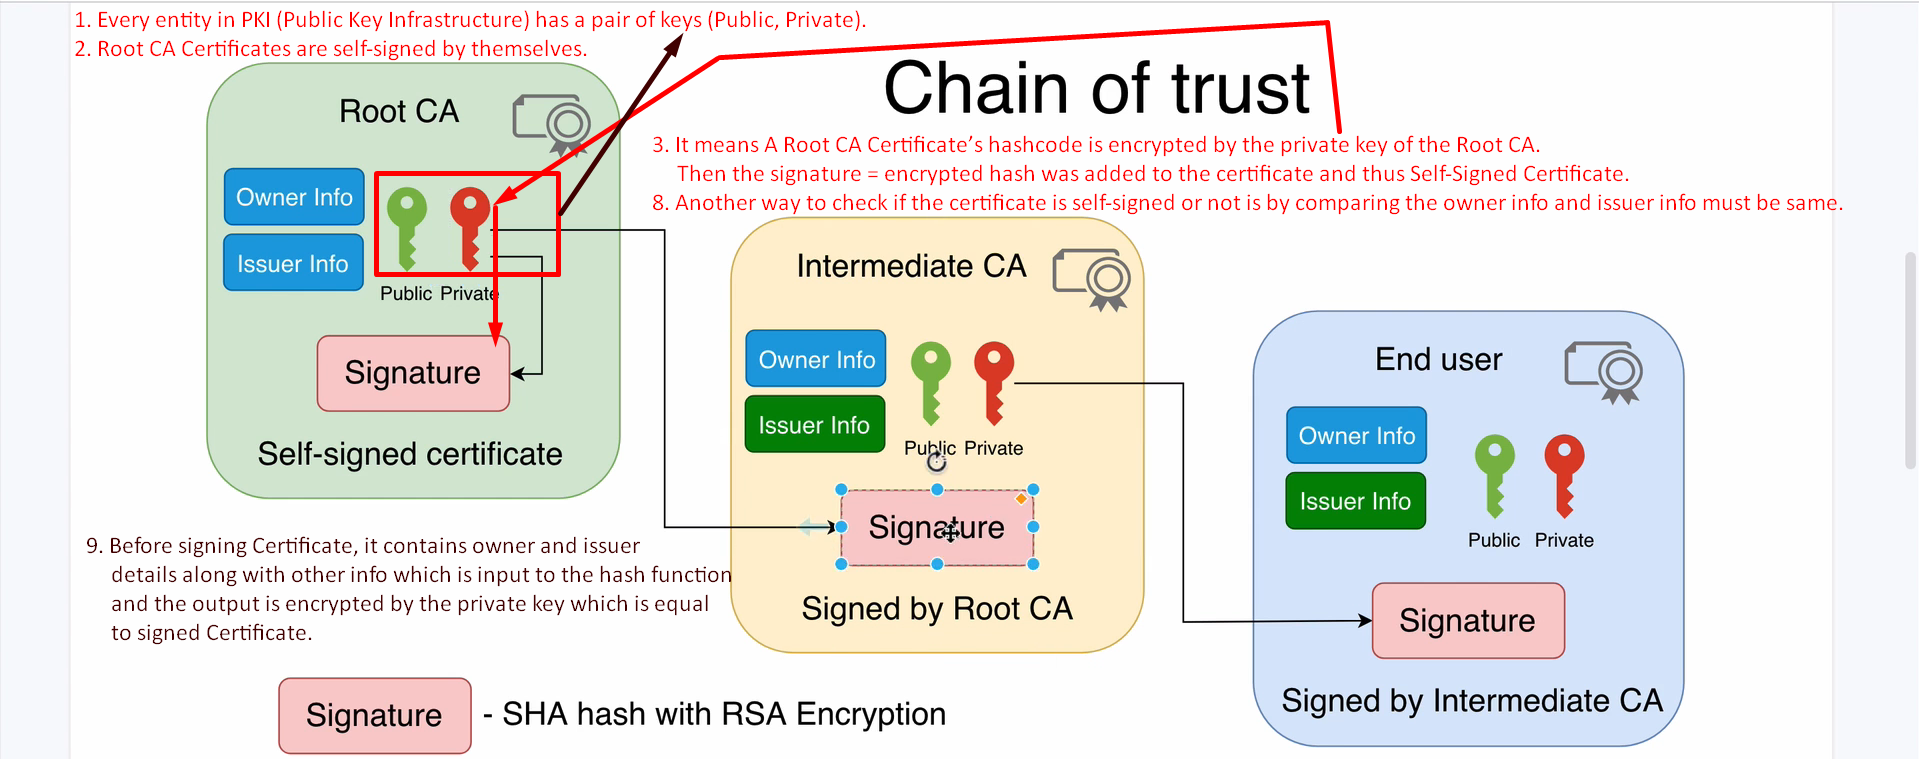 1. Every entity in PKI (Public Key Infrastructure) has a pair of keys (Public, Private).
2. Root CA Certificates are self-signed by themselves.
Chain of trust
3. It means A Root CA Certificate's hashcode is encrypted by the private key of the Root CA.
Then the signature = encrypted hash was added to the certificate and thus Self-Signed Certificate.
8. Another way to check if the certificate is self-signed or not is by comparing the owner info and issuer info must be same.
Root CA
Owner Info
Issuer Info
Public Private
Signature
Self-signed certificate
Intermediate CA
Owner Info
Issuer Info
Public Private
Signature
Signed by Root CA
End user
Owner Info
Issuer Info
Public Private
Signature
Signed by Intermediate CA
9. Before signing Certificate, it contains owner and issuer
details along with other info which is input to the hash function
and the output is encrypted by the private key which is equal
to signed Certificate.
Signature - SHA hash with RSA Encryption